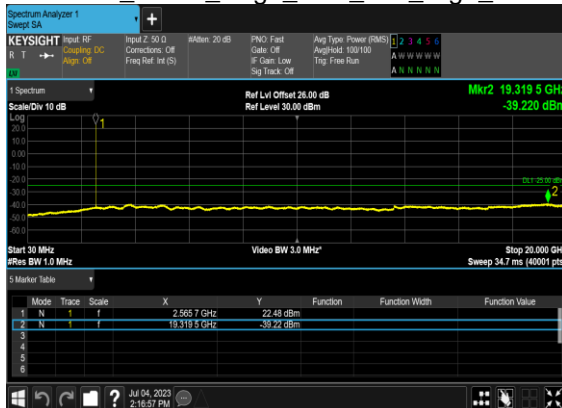 Spectrum Analyzer 1
Swept SA
+
KEYSIGHT Input: RF Input Z: 50 Ω #Atten: 20 dB PNO: Fast Avg Type: Power (RMS) 1 2 3 4 5 6
R T Coupling: DC Corrections: Off Gate: Off Avg|Hold: 100/100 A W W W W W
Align: Off Freq Ref: Int (S) IF Gain: Low Trig: Free Run
Sig Track: Off A N N N N N
1 Spectrum Ref Lvl Offset 26.00 dB Mkr2 19.319 5 GHz
Scale/Div 10 dB Ref Level 30.00 dBm -39.220 dBm
Log
20.0
10.0
0.00
-10.0
-20.0
-30.0
-40.0
-50.0
-60.0
1
DL1 -25.00 dBm
2
Start 30 MHz Video BW 3.0 MHz* Stop 20.000 GHz
#Res BW 1.0 MHz Sweep 34.7 ms (40001 pts)
5 Marker Table
Mode Trace Scale X Y Function Function Width Function Value
1 N 1 f 2.565 7 GHz 22.48 dBm
2 N 1 f 19.319 5 GHz -39.22 dBm
3
4
5
6
? Jul 04, 2023
2:16:57 PM